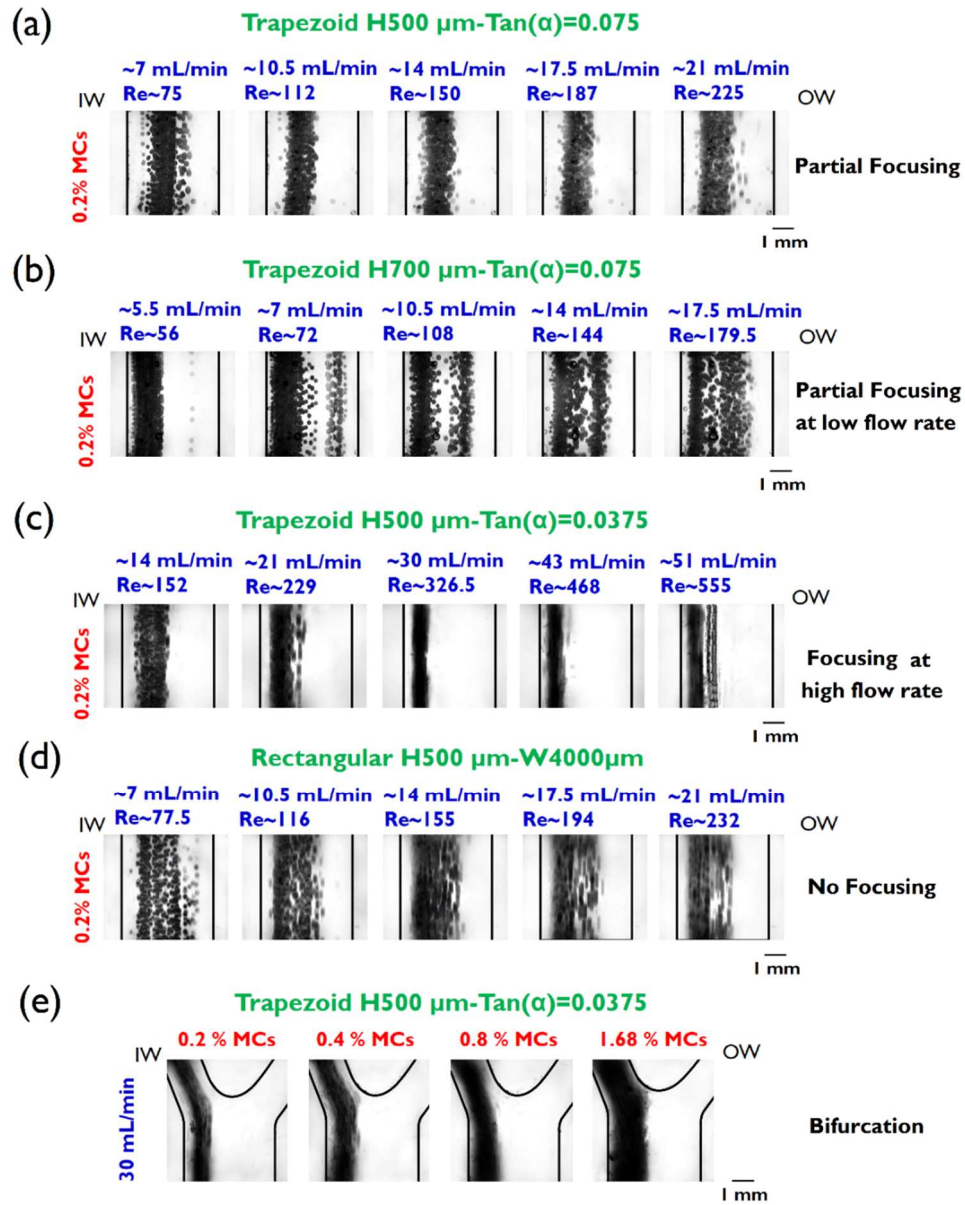 (a)
Trapezoid H500 μm-Tan(α)=0.075
~7 mL/min ~10.5 mL/min ~14 mL/min ~17.5 mL/min ~21 mL/min
IW Re~75 Re~112 Re~150 Re~187 Re~225 OW
0.2% MCs
Partial Focusing
1 mm
(b)
Trapezoid H700 μm-Tan(α)=0.075
~5.5 mL/min ~7 mL/min ~10.5 mL/min ~14 mL/min ~17.5 mL/min
IW Re~56 Re~72 Re~108 Re~144 Re~179.5 OW
0.2% MCs
Partial Focusing
at low flow rate
1 mm
(c)
Trapezoid H500 μm-Tan(α)=0.0375
~14 mL/min ~21 mL/min ~30 mL/min ~43 mL/min ~51 mL/min
IW Re~152 Re~229 Re~326.5 Re~468 Re~555 OW
0.2% MCs
Focusing at
high flow rate
1 mm
(d)
Rectangular H500 μm-W4000μm
~7 mL/min ~10.5 mL/min ~14 mL/min ~17.5 mL/min ~21 mL/min
IW Re~77.5 Re~116 Re~155 Re~194 Re~232 OW
0.2% MCs
No Focusing
1 mm
(e)
Trapezoid H500 μm-Tan(α)=0.0375
0.2 % MCs 0.4 % MCs 0.8 % MCs 1.68 % MCs
IW OW
30 mL/min
Bifurcation
1 mm